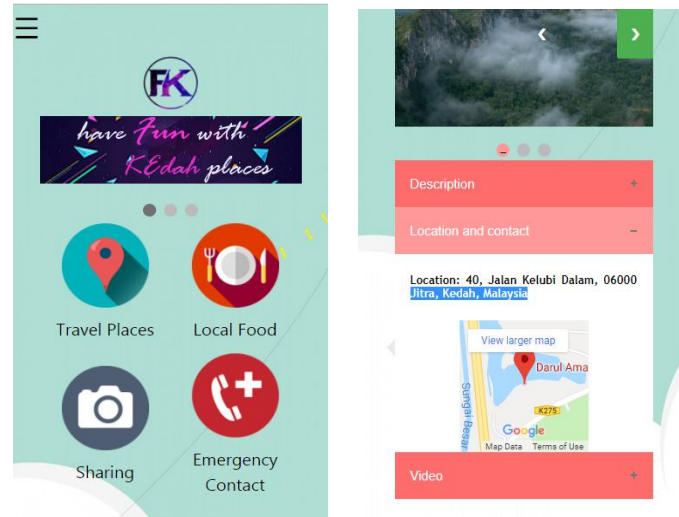 FK
have Fun with
KEdah places
Travel Places
Local Food
Sharing
Emergency
Contact
Description +
Location and contact -
Location: 40, Jalan Kelubi Dalam, 06000
Jitra, Kedah, Malaysia
View larger map
Darul Ama
Sungai Besar
K275
Google
Map Data Terms of Use
Video +